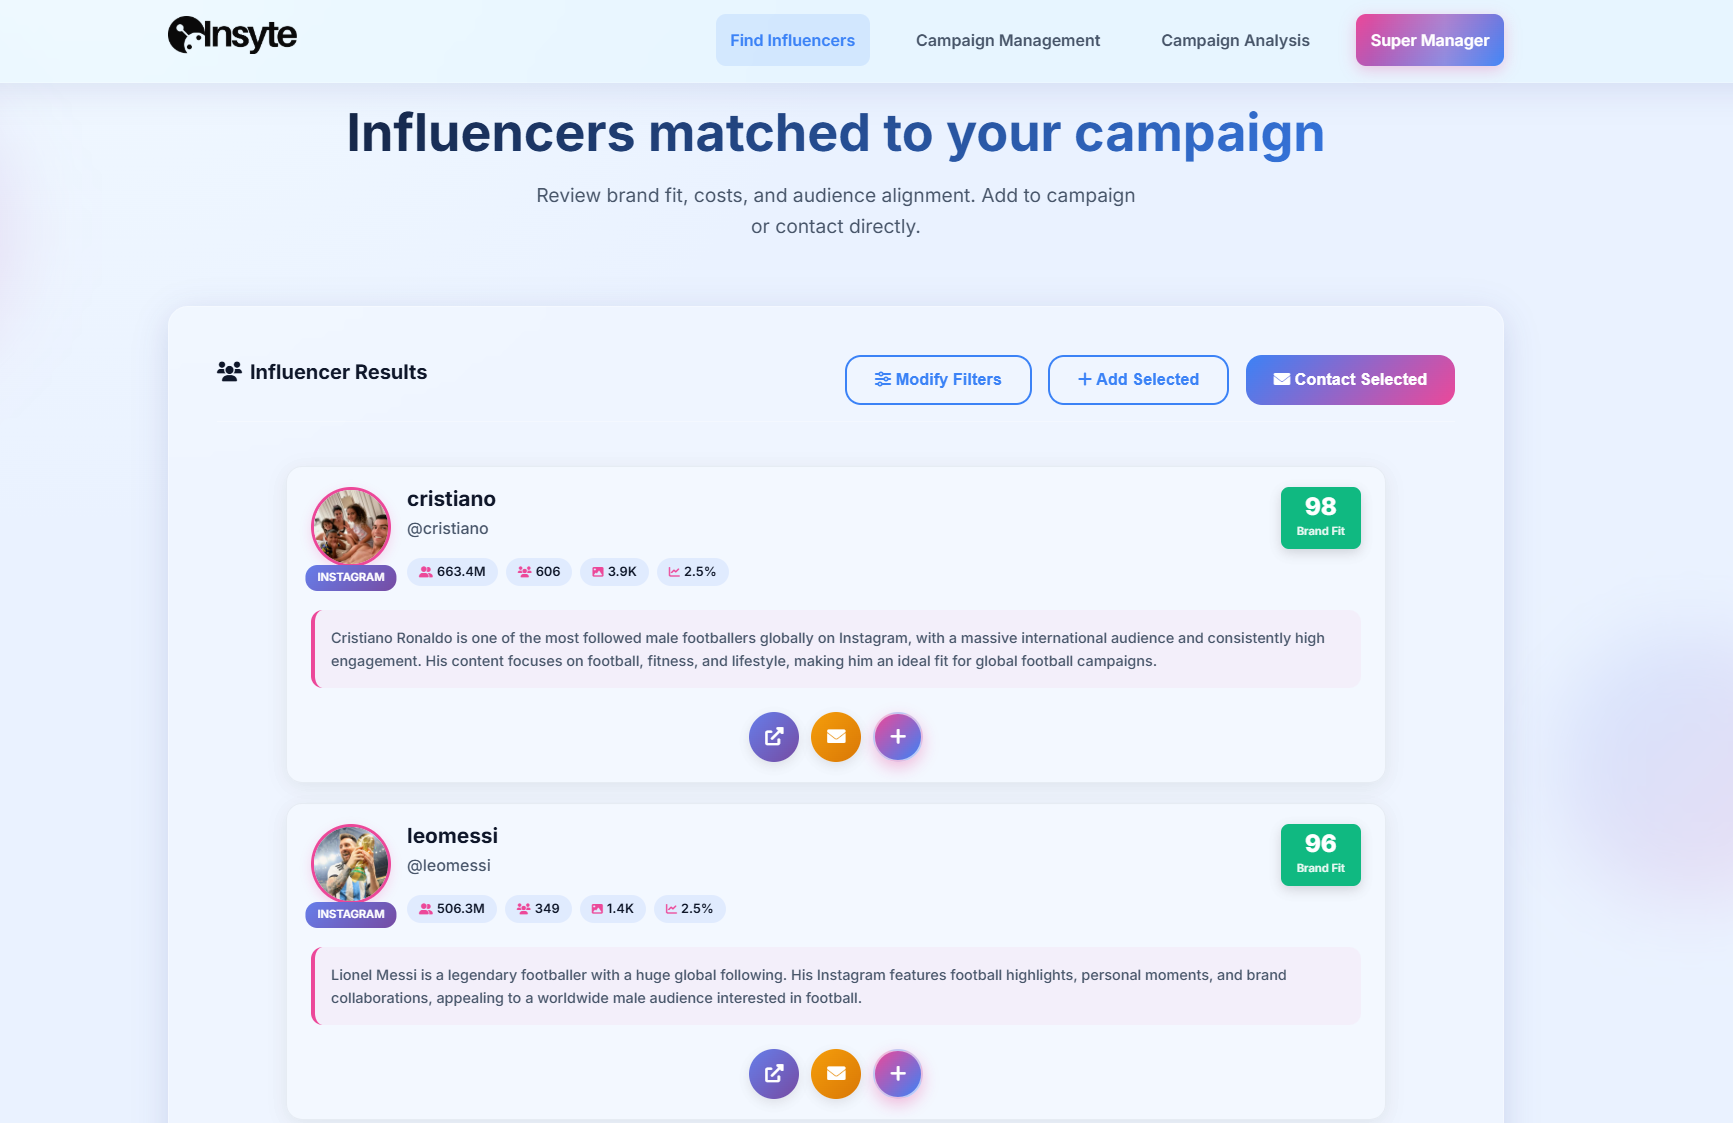 Insyte
Find Influencers
Campaign Management
Campaign Analysis
Super Manager
Influencers matched to your campaign
Review brand fit, costs, and audience alignment. Add to campaign
or contact directly.
Influencer Results
Modify Filters
Add Selected
Contact Selected
cristiano
@cristiano
INSTAGRAM
663.4M
606
3.9K
2.5%
98
Brand Fit
Cristiano Ronaldo is one of the most followed male footballers globally on Instagram, with a massive international audience and consistently high
engagement. His content focuses on football, fitness, and lifestyle, making him an ideal fit for global football campaigns.
leomessi
@leomessi
INSTAGRAM
506.3M
349
1.4K
2.5%
96
Brand Fit
Lionel Messi is a legendary footballer with a huge global following. His Instagram features football highlights, personal moments, and brand
collaborations, appealing to a worldwide male audience interested in football.